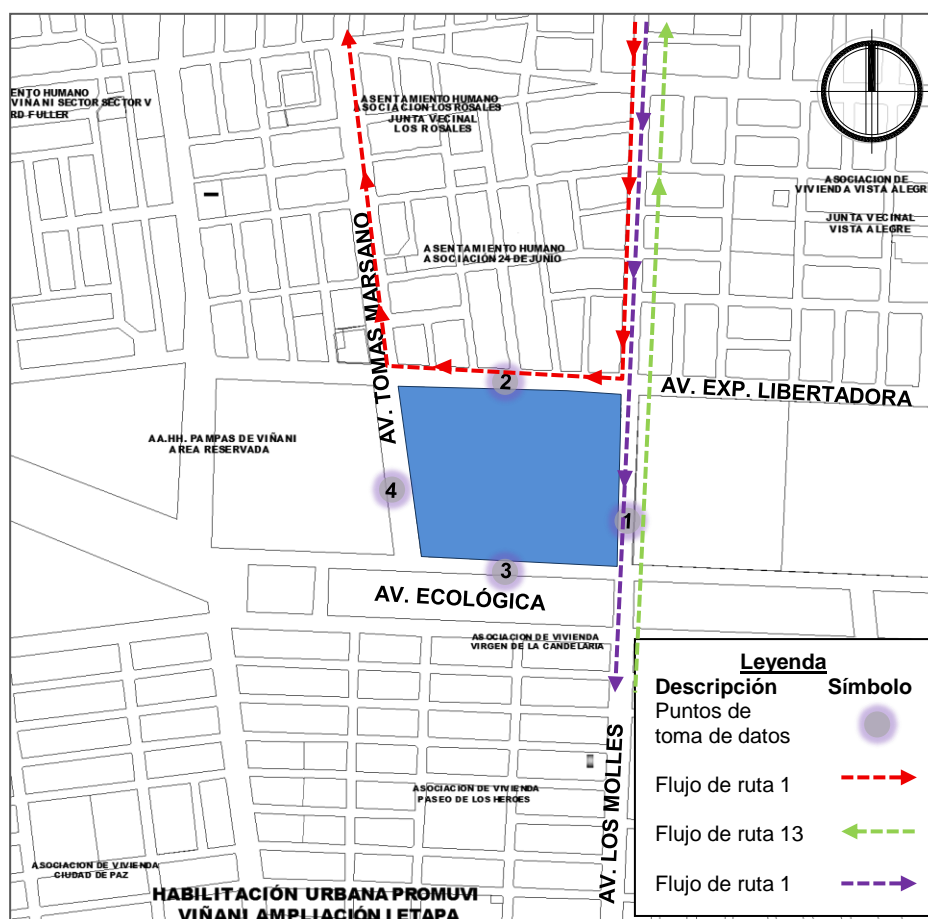 ENTO HUMANO
VIÑANI SECTOR SECTOR V
RD FULLER
ASENTAMIENTO HUMANO
ASOCIACION LOS ROSALES
JUNTA VECINAL
LOS ROSALES
ASOCIACION DE
VIVIENDA VISTA ALEGRE
JUNTA VECINAL
VISTA ALEGRE
ASENTAMIENTO HUMANO
ASOCIACIÓN 24 DE JUNIO
AV. TOMAS MARSANO
2
AV. EXP. LIBERTADORA
AA.HH. PAMPAS DE VIÑANI
AREA RESERVADA
4
1
3
AV. ECOLÓGICA
ASOCIACION DE VIVIENDA
VIRGEN DE LA CANDELARIA
AV. LOS MOLLES
ASOCIACION DE VIVIENDA
PASEO DE LOS HEROES
ASOCIACION DE VIVIENDA
CIUDAD DE PAZ
HABILITACIÓN URBANA PROMUVI
VIÑANI AMPLIACIÓN I ETAPA
Leyenda
Descripción Símbolo
Puntos de
toma de datos
Flujo de ruta 1
Flujo de ruta 13
Flujo de ruta 1